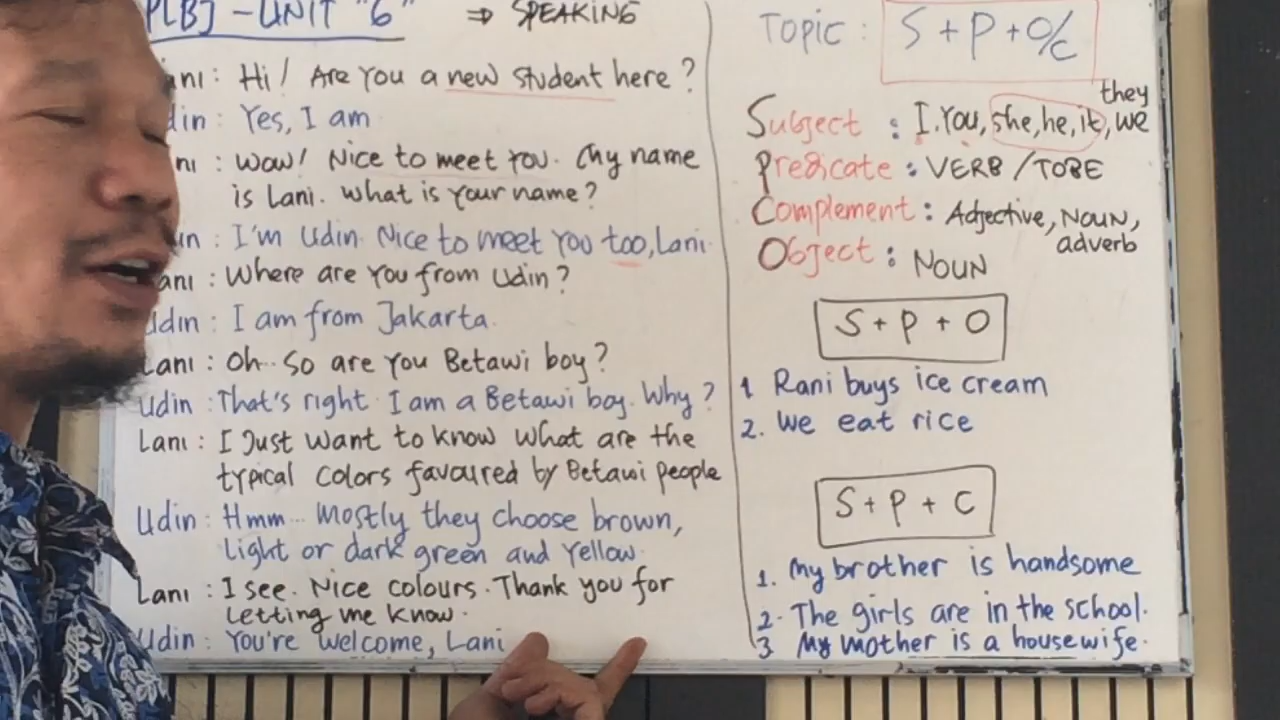 PLBJ - UNIT "6" ⇒ SPEAKING
ani : Hi! Are You a new student here?
din : Yes, I am
ni : Wow! Nice to meet You. My name
is Lani. What is Your name?
in : I'm Udin. Nice to meet You too, Lani.
ani : Where are You from Udin?
Udin : I am from Jakarta.
Lani : Oh.. So are You Betawi boy?
Udin : That's right. I am a Betawi boy. Why?
Lani : I Just want to know what are the
typical colors favoured by Betawi people
Udin : Hmm... Mostly they choose brown,
light or dark green and Yellow.
Lani : I see. Nice colours. Thank you for
letting me know.
Udin : You're welcome, Lani
TOPIC : S + P + O/C
they
Subject : I, You, she, he, it, we
Predicate : VERB / TOBE
Complement : Adjective, NOUN,
adverb
Object : NOUN
S + P + O
1 Rani buys ice cream
2. We eat rice
S + P + C
1. My brother is handsome
2. The girls are in the school.
3 My mother is a housewife.